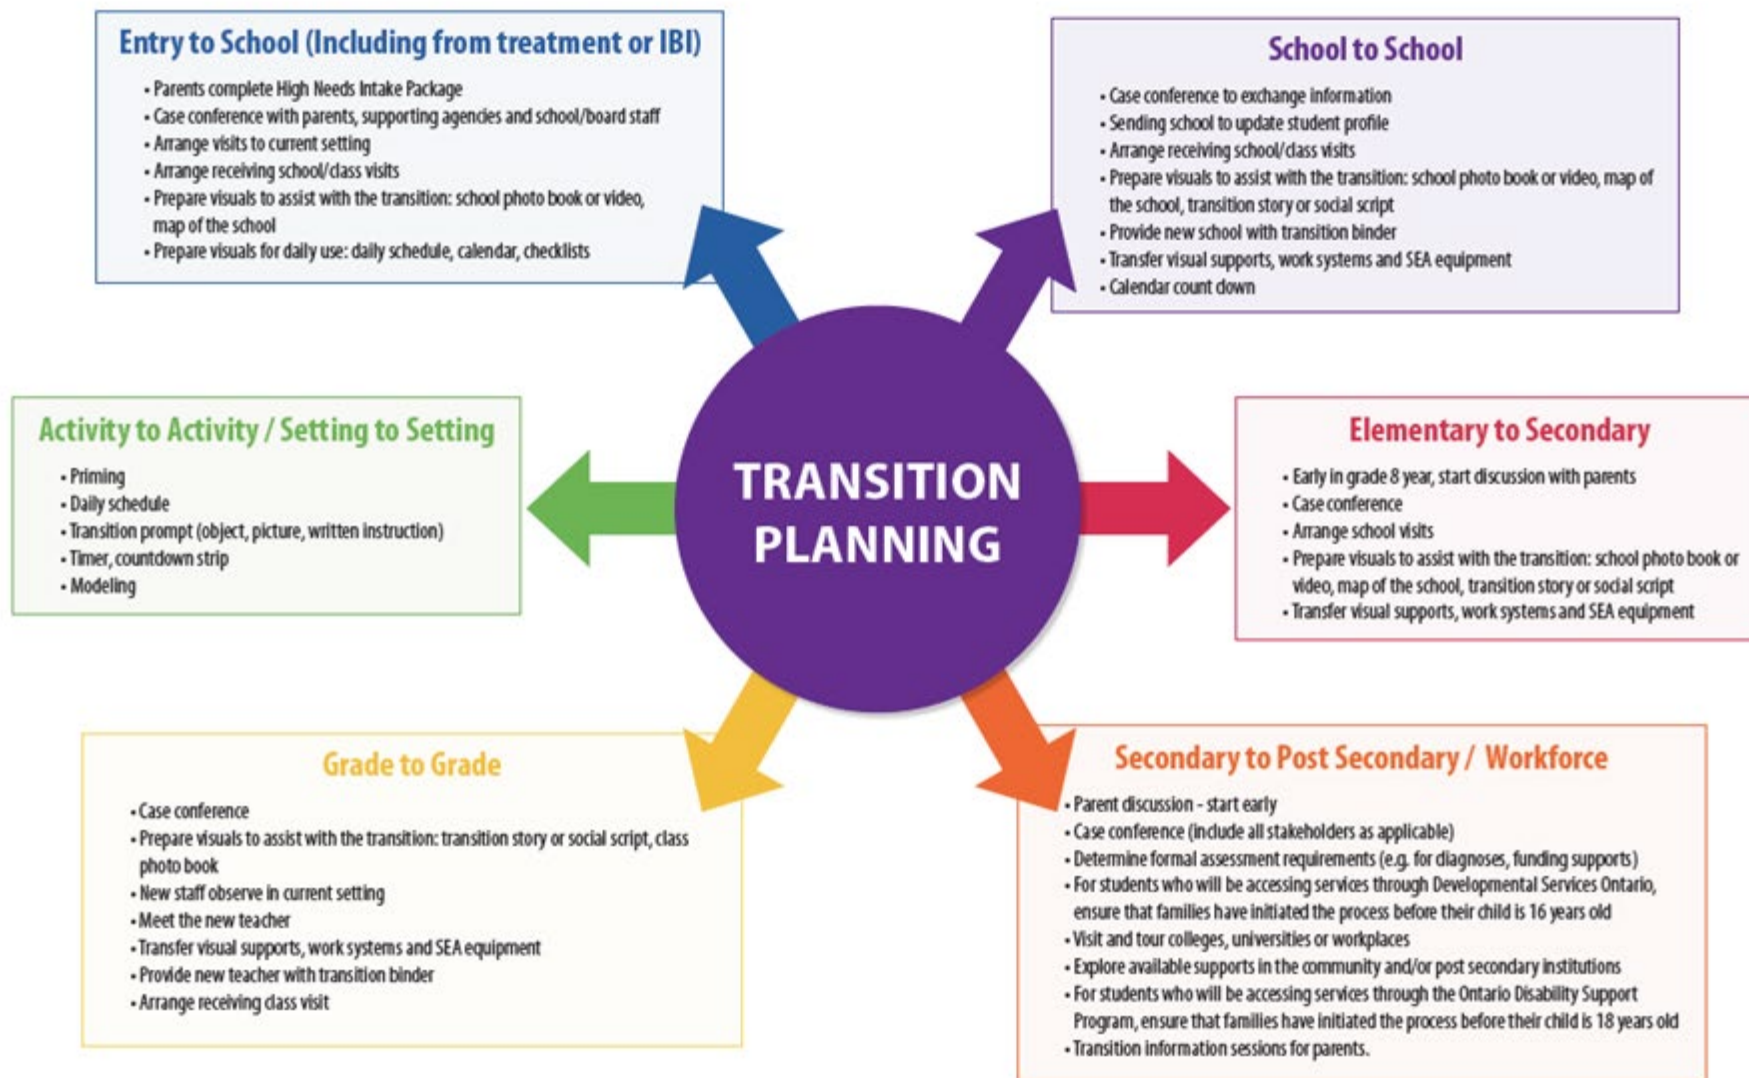 Entry to School (Including from treatment or IBI)
• Parents complete High Needs Intake Package
• Case conference with parents, supporting agencies and school/board staff
• Arrange visits to current setting
• Arrange receiving school/class visits
• Prepare visuals to assist with the transition: school photo book or video,
map of the school
• Prepare visuals for daily use: daily schedule, calendar, checklists
School to School
• Case conference to exchange information
• Sending school to update student profile
• Arrange receiving school/class visits
• Prepare visuals to assist with the transition: school photo book or video, map of
the school, transition story or social script
• Provide new school with transition binder
• Transfer visual supports, work systems and SEA equipment
• Calendar count down
Activity to Activity / Setting to Setting
• Priming
• Daily schedule
• Transition prompt (object, picture, written instruction)
• Timer, countdown strip
• Modeling
TRANSITION
PLANNING
Elementary to Secondary
• Early in grade 8 year, start discussion with parents
• Case conference
• Arrange school visits
• Prepare visuals to assist with the transition: school photo book or
video, map of the school, transition story or social script
• Transfer visual supports, work systems and SEA equipment
Grade to Grade
• Case conference
• Prepare visuals to assist with the transition: transition story or social script, class
photo book
• New staff observe in current setting
• Meet the new teacher
• Transfer visual supports, work systems and SEA equipment
• Provide new teacher with transition binder
• Arrange receiving class visit
Secondary to Post Secondary / Workforce
• Parent discussion - start early
• Case conference (include all stakeholders as applicable)
• Determine formal assessment requirements (e.g. for diagnoses, funding supports)
• For students who will be accessing services through Developmental Services Ontario,
ensure that families have initiated the process before their child is 16 years old
• Visit and tour colleges, universities or workplaces
• Explore available supports in the community and/or post secondary institutions
• For students who will be accessing services through the Ontario Disability Support
Program, ensure that families have initiated the process before their child is 18 years old
• Transition information sessions for parents.